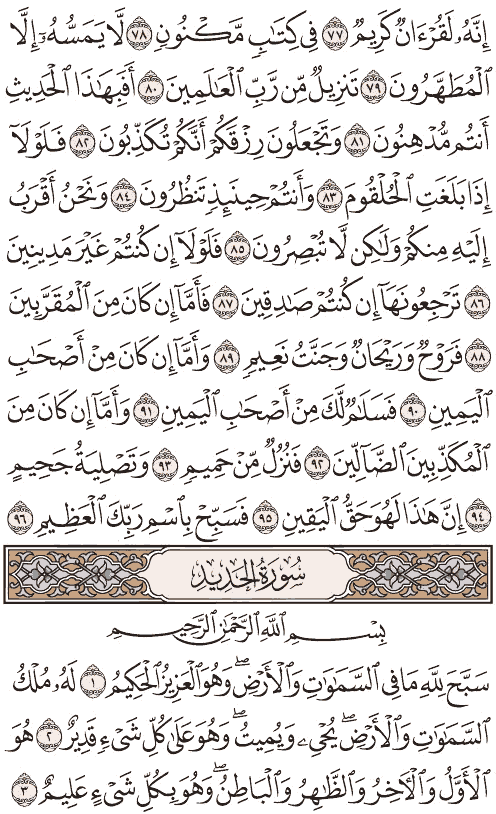 إِنَّهُۥ لَقُرْءَانٌ كَرِيمٌ ٧٧ فِى كِتَٰبٍ مَّكْنُونٍ ٧٨ لَّا يَمَسُّهُۥٓ إِلَّا
ٱلْمُطَهَّرُونَ ٧٩ تَنزِيلٌ مِّن رَّبِّ ٱلْعَٰلَمِينَ ٨٠ أَفَبِهَٰذَا ٱلْحَدِيثِ
أَنتُم مُّدْهِنُونَ ٨١ وَتَجْعَلُونَ رِزْقَكُمْ أَنَّكُمْ تُكَذِّبُونَ ٨٢ فَلَوْلَآ
إِذَا بَلَغَتِ ٱلْحُلْقُومَ ٨٣ وَأَنتُمْ حِينَئِذٍ تَنظُرُونَ ٨٤ وَنَحْنُ أَقْرَبُ
إِلَيْهِ مِنكُمْ وَلَٰكِن لَّا تُبْصِرُونَ ٨٥ فَلَوْلَآ إِن كُنتُمْ غَيْرَ مَدِينِينَ
٨٦ تَرْجِعُونَهَآ إِن كُنتُمْ صَٰدِقِينَ ٨٧ فَأَمَّآ إِن كَانَ مِنَ ٱلْمُقَرَّبِينَ
٨٨ فَرَوْحٌ وَرَيْحَانٌ وَجَنَّتُ نَعِيمٍ ٨٩ وَأَمَّآ إِن كَانَ مِنْ أَصْحَٰبِ
ٱلْيَمِينِ ٩٠ فَسَلَٰمٌ لَّكَ مِنْ أَصْحَٰبِ ٱلْيَمِينِ ٩١ وَأَمَّآ إِن كَانَ مِنَ
ٱلْمُكَذِّبِينَ ٱلضَّآلِّينَ ٩٢ فَنُزُلٌ مِّنْ حَمِيمٍ ٩٣ وَتَصْلِيَةُ جَحِيمٍ
٩٤ إِنَّ هَٰذَا لَهُوَ حَقُّ ٱلْيَقِينِ ٩٥ فَسَبِّحْ بِٱسْمِ رَبِّكَ ٱلْعَظِيمِ ٩٦
سُورَةُ الحَدِيدِ
بِسْمِ ٱللَّهِ ٱلرَّحْمَٰنِ ٱلرَّحِيمِ
سَبَّحَ لِلَّهِ مَا فِى ٱلسَّمَٰوَٰتِ وَٱلْأَرْضِ ۖ وَهُوَ ٱلْعَزِيزُ ٱلْحَكِيمُ ١ لَهُۥ مُلْكُ
ٱلسَّمَٰوَٰتِ وَٱلْأَرْضِ ۖ يُحْىِۦ وَيُمِيتُ ۖ وَهُوَ عَلَىٰ كُلِّ شَىْءٍ قَدِيرٌ ٢ هُوَ
ٱلْأَوَّلُ وَٱلْءَاخِرُ وَٱلظَّٰهِرُ وَٱلْبَاطِنُ ۖ وَهُوَ بِكُلِّ شَىْءٍ عَلِيمٌ ٣